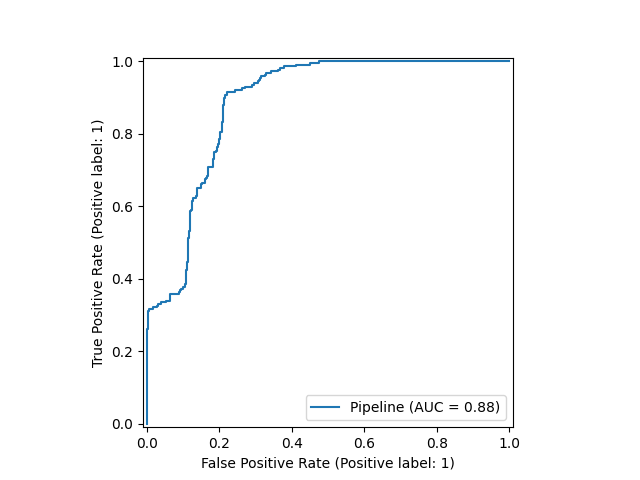 True Positive Rate (Positive label: 1)
1.0
0.8
0.6
0.4
0.2
0.0
Pipeline (AUC = 0.88)
0.0 0.2 0.4 0.6 0.8 1.0
False Positive Rate (Positive label: 1)